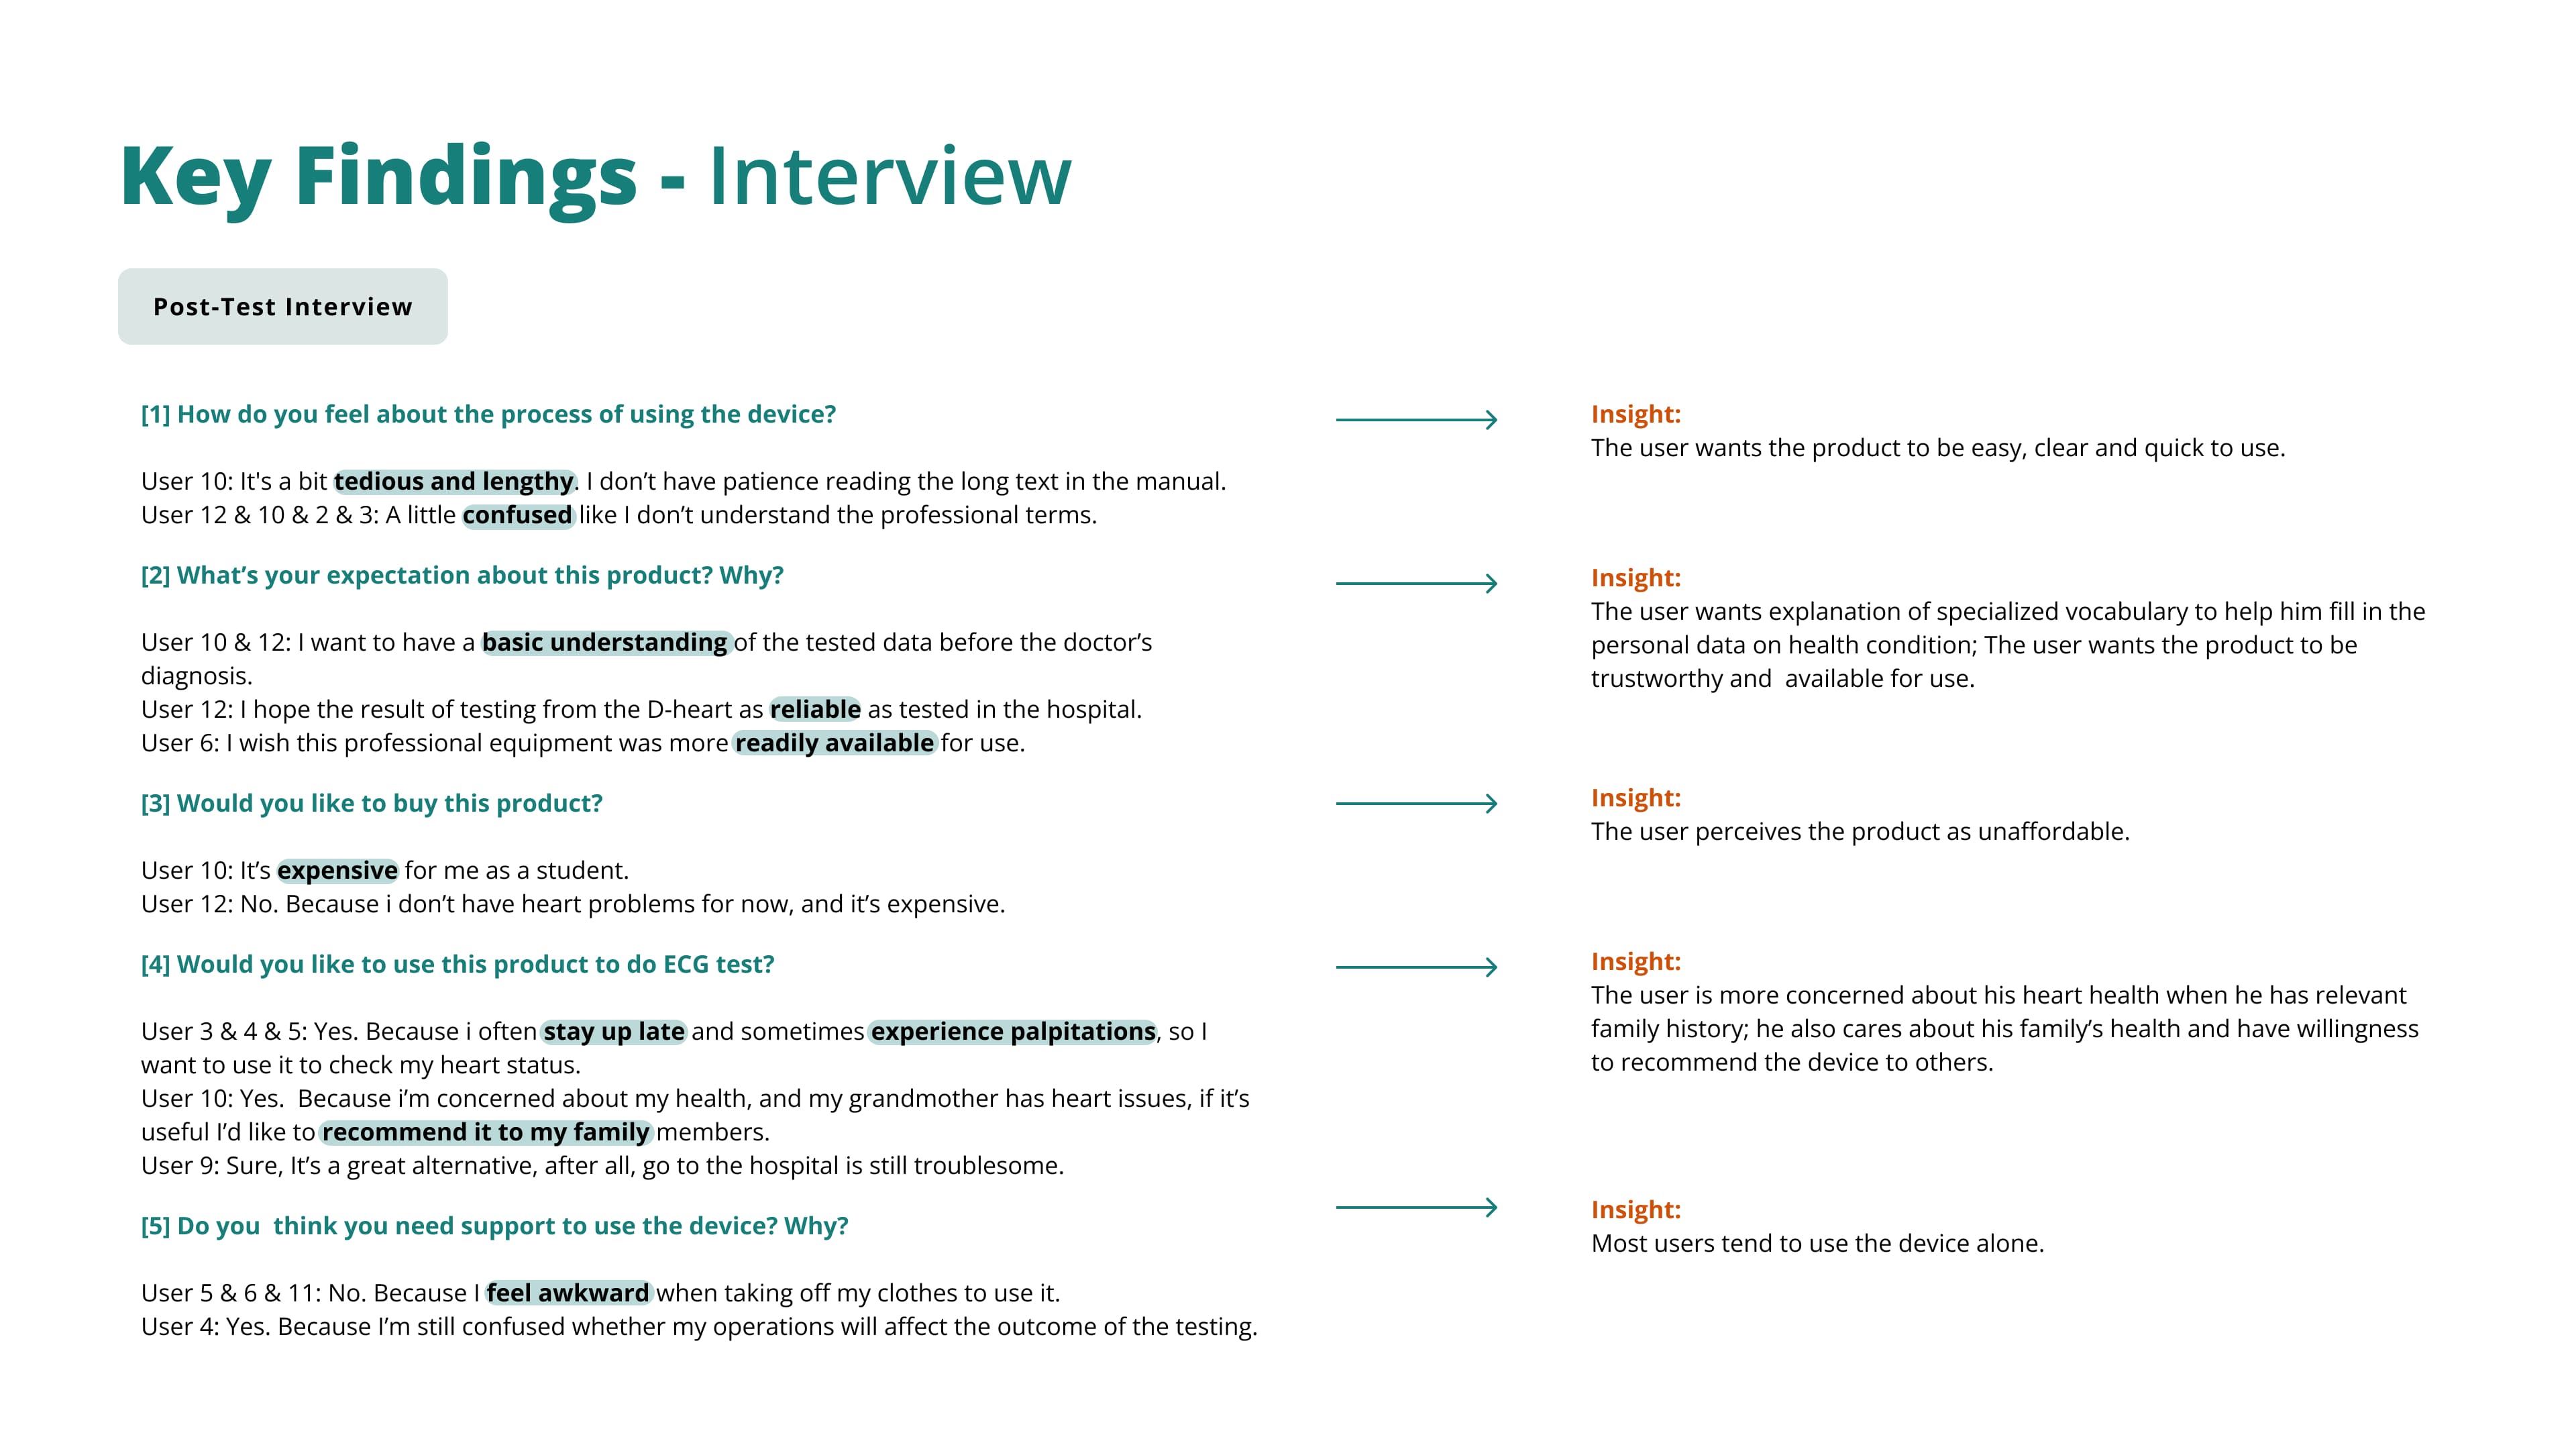 Key Findings - Interview
Post-Test Interview
[1] How do you feel about the process of using the device?
User 10: It's a bit tedious and lengthy. I don’t have patience reading the long text in the manual.
User 12 & 10 & 2 & 3: A little confused like I don’t understand the professional terms.
Insight:
The user wants the product to be easy, clear and quick to use.
[2] What’s your expectation about this product? Why?
User 10 & 12: I want to have a basic understanding of the tested data before the doctor’s
diagnosis.
User 12: I hope the result of testing from the D-heart as reliable as tested in the hospital.
User 6: I wish this professional equipment was more readily available for use.
Insight:
The user wants explanation of specialized vocabulary to help him fill in the
personal data on health condition; The user wants the product to be
trustworthy and  available for use.
[3] Would you like to buy this product?
User 10: It’s expensive for me as a student.
User 12: No. Because i don’t have heart problems for now, and it’s expensive.
Insight:
The user perceives the product as unaffordable.
[4] Would you like to use this product to do ECG test?
User 3 & 4 & 5: Yes. Because i often stay up late and sometimes experience palpitations, so I
want to use it to check my heart status.
User 10: Yes.  Because i’m concerned about my health, and my grandmother has heart issues, if it’s
useful I’d like to recommend it to my family members.
User 9: Sure, It’s a great alternative, after all, go to the hospital is still troublesome.
Insight:
The user is more concerned about his heart health when he has relevant
family history; he also cares about his family’s health and have willingness
to recommend the device to others.
[5] Do you  think you need support to use the device? Why?
User 5 & 6 & 11: No. Because I feel awkward when taking off my clothes to use it.
User 4: Yes. Because I’m still confused whether my operations will affect the outcome of the testing.
Insight:
Most users tend to use the device alone.